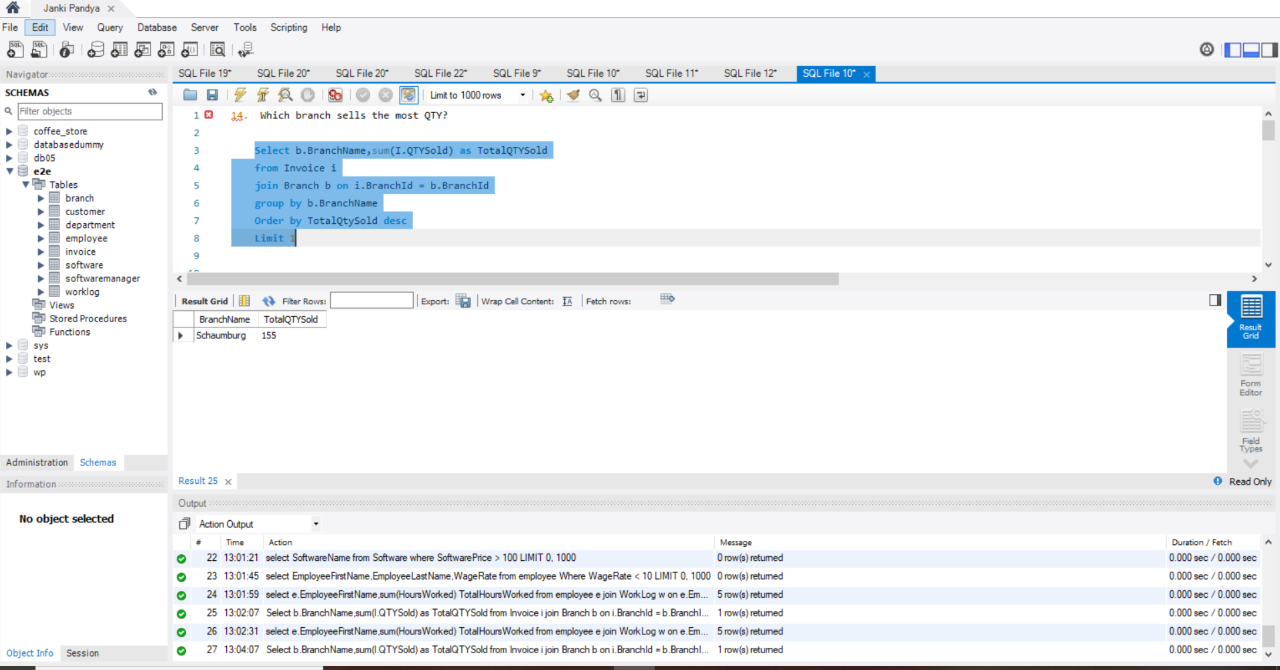 Janki Pandya
File Edit View Query Database Server Tools Scripting Help
Navigator
SCHEMAS
Filter objects
coffee_store
databasedummy
db05
e2e
Tables
branch
customer
department
employee
invoice
software
softwaremanager
worklog
Views
Stored Procedures
Functions
sys
test
wp
Administration Schemas
Information
No object selected
Object Info Session
SQL File 19* SQL File 20* SQL File 20* SQL File 22* SQL File 9* SQL File 10* SQL File 11* SQL File 12* SQL File 10*
Limit to 1000 rows
1 14. Which branch sells the most QTY?
2
3 Select b.BranchName,sum(I.QTYSold) as TotalQTYSold
4 from Invoice i
5 join Branch b on i.BranchId = b.BranchId
6 group by b.BranchName
7 Order by TotalQtySold desc
8 Limit 1
9
Result Grid Filter Rows: Export: Wrap Cell Content: Fetch rows:
BranchName TotalQTYSold
Schaumburg 155
Result Grid
Form Editor
Field Types
Result 25
Read Only
Output
Action Output
# Time Action Message Duration / Fetch
22 13:01:21 select SoftwareName from Software where SoftwarePrice > 100 LIMIT 0, 1000 0 row(s) returned 0.000 sec / 0.000 sec
23 13:01:45 select EmployeeFirstName,EmployeeLastName,WageRate from employee Where WageRate < 10 LIMIT 0, 1000 0 row(s) returned 0.000 sec / 0.000 sec
24 13:01:59 select e.EmployeeFirstName,sum(HoursWorked) TotalHoursWorked from employee e join WorkLog w on e.Em... 5 row(s) returned 0.000 sec / 0.000 sec
25 13:02:07 Select b.BranchName,sum(I.QTYSold) as TotalQTYSold from Invoice i join Branch b on i.BranchId = b.BranchI... 1 row(s) returned 0.000 sec / 0.000 sec
26 13:02:31 select e.EmployeeFirstName,sum(HoursWorked) TotalHoursWorked from employee e join WorkLog w on e.Em... 5 row(s) returned 0.000 sec / 0.000 sec
27 13:04:07 Select b.BranchName,sum(I.QTYSold) as TotalQTYSold from Invoice i join Branch b on i.BranchId = b.BranchI... 1 row(s) returned 0.000 sec / 0.000 sec